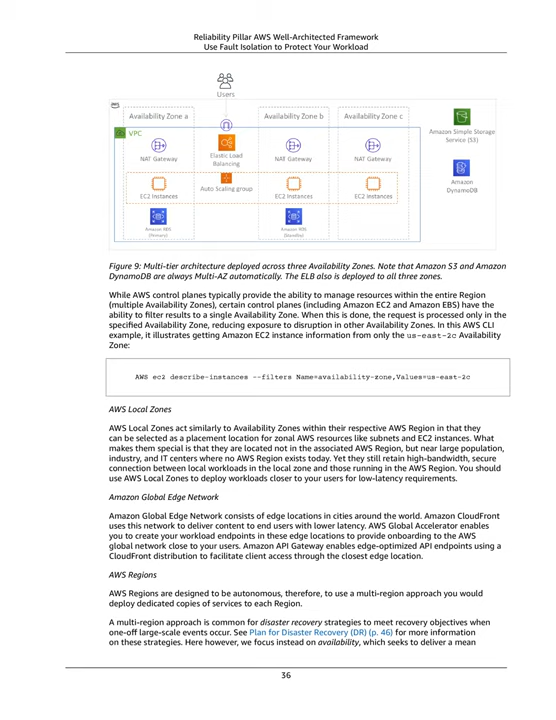 Reliability Pillar AWS Well-Architected Framework
Use Fault Isolation to Protect Your Workload
Users
aws
Availability Zone a
Availability Zone b
Availability Zone c
VPC
NAT Gateway
Elastic Load
Balancing
NAT Gateway
NAT Gateway
Amazon Simple Storage
Service (S3)
Auto Scaling group
EC2 Instances
EC2 Instances
EC2 Instances
Amazon
DynamoDB
Amazon RDS
(Primary)
Amazon RDS
(Standby)
Figure 9: Multi-tier architecture deployed across three Availability Zones. Note that Amazon S3 and Amazon
DynamoDB are always Multi-AZ automatically. The ELB also is deployed to all three zones.
While AWS control planes typically provide the ability to manage resources within the entire Region
(multiple Availability Zones), certain control planes (including Amazon EC2 and Amazon EBS) have the
ability to filter results to a single Availability Zone. When this is done, the request is processed only in the
specified Availability Zone, reducing exposure to disruption in other Availability Zones. In this AWS CLI
example, it illustrates getting Amazon EC2 instance information from only the us-east-2c Availability
Zone:
AWS ec2 describe-instances --filters Name=availability-zone,Values=us-east-2c
AWS Local Zones
AWS Local Zones act similarly to Availability Zones within their respective AWS Region in that they
can be selected as a placement location for zonal AWS resources like subnets and EC2 instances. What
makes them special is that they are located not in the associated AWS Region, but near large population,
industry, and IT centers where no AWS Region exists today. Yet they still retain high-bandwidth, secure
connection between local workloads in the local zone and those running in the AWS Region. You should
use AWS Local Zones to deploy workloads closer to your users for low-latency requirements.
Amazon Global Edge Network
Amazon Global Edge Network consists of edge locations in cities around the world. Amazon CloudFront
uses this network to deliver content to end users with lower latency. AWS Global Accelerator enables
you to create your workload endpoints in these edge locations to provide onboarding to the AWS
global network close to your users. Amazon API Gateway enables edge-optimized API endpoints using a
CloudFront distribution to facilitate client access through the closest edge location.
AWS Regions
AWS Regions are designed to be autonomous, therefore, to use a multi-region approach you would
deploy dedicated copies of services to each Region.
A multi-region approach is common for disaster recovery strategies to meet recovery objectives when
one-off large-scale events occur. See Plan for Disaster Recovery (DR) (p. 46) for more information
on these strategies. Here however, we focus instead on availability, which seeks to deliver a mean
36